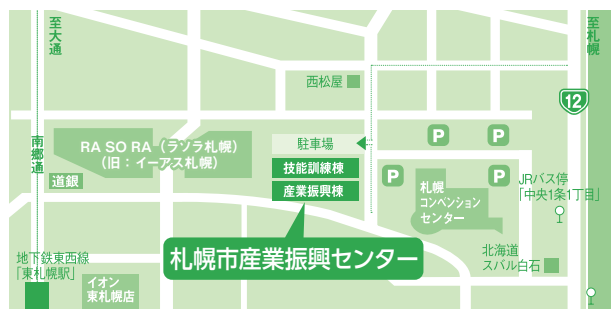 至大通
至札幌
西松屋
12
南郷通
RA SO RA（ラソラ札幌）
（旧：イーアス札幌）
駐車場
P
P
技能訓練棟
道銀
産業振興棟
P
札幌
コンベンション
センター
JRバス停
「中央1条1丁目」
札幌市産業振興センター
地下鉄東西線
「東札幌駅」
イオン
東札幌店
北海道
スバル白石